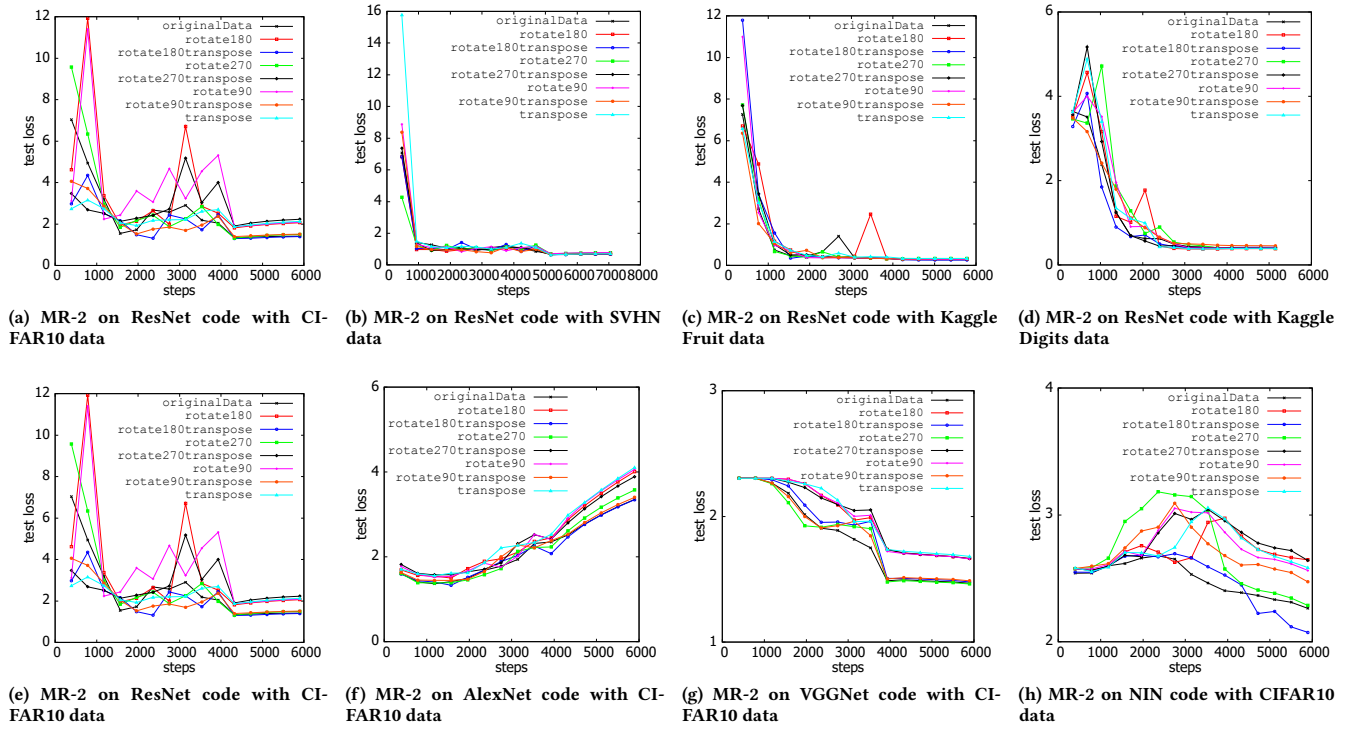 12
10
8
6
4
2
0
test loss
0 1000 2000 3000 4000 5000 6000
steps
originalData
rotate180
rotate180transpose
rotate270
rotate270transpose
rotate90
rotate90transpose
transpose
(a) MR-2 on ResNet code with CI-
FAR10 data
16
14
12
10
8
6
4
2
0
test loss
0 1000 2000 3000 4000 5000 6000 7000 8000
steps
originalData
rotate180
rotate180transpose
rotate270
rotate270transpose
rotate90
rotate90transpose
transpose
(b) MR-2 on ResNet code with SVHN
data
12
10
8
6
4
2
0
test loss
0 1000 2000 3000 4000 5000 6000
steps
originalData
rotate180
rotate180transpose
rotate270
rotate270transpose
rotate90
rotate90transpose
transpose
(c) MR-2 on ResNet code with Kaggle
Fruit data
6
4
2
0
test loss
0 1000 2000 3000 4000 5000 6000
steps
originalData
rotate180
rotate180transpose
rotate270
rotate270transpose
rotate90
rotate90transpose
transpose
(d) MR-2 on ResNet code with Kaggle
Digits data
12
10
8
6
4
2
0
test loss
0 1000 2000 3000 4000 5000 6000
steps
originalData
rotate180
rotate180transpose
rotate270
rotate270transpose
rotate90
rotate90transpose
transpose
(e) MR-2 on ResNet code with CI-
FAR10 data
6
4
2
0
test loss
0 1000 2000 3000 4000 5000 6000
steps
originalData
rotate180
rotate180transpose
rotate270
rotate270transpose
rotate90
rotate90transpose
transpose
(f) MR-2 on AlexNet code with CI-
FAR10 data
3
2
1
test loss
0 1000 2000 3000 4000 5000 6000
steps
originalData
rotate180
rotate180transpose
rotate270
rotate270transpose
rotate90
rotate90transpose
transpose
(g) MR-2 on VGGNet code with CI-
FAR10 data
4
3
2
test loss
0 1000 2000 3000 4000 5000 6000
steps
originalData
rotate180
rotate180transpose
rotate270
rotate270transpose
rotate90
rotate90transpose
transpose
(h) MR-2 on NIN code with CIFAR10
data